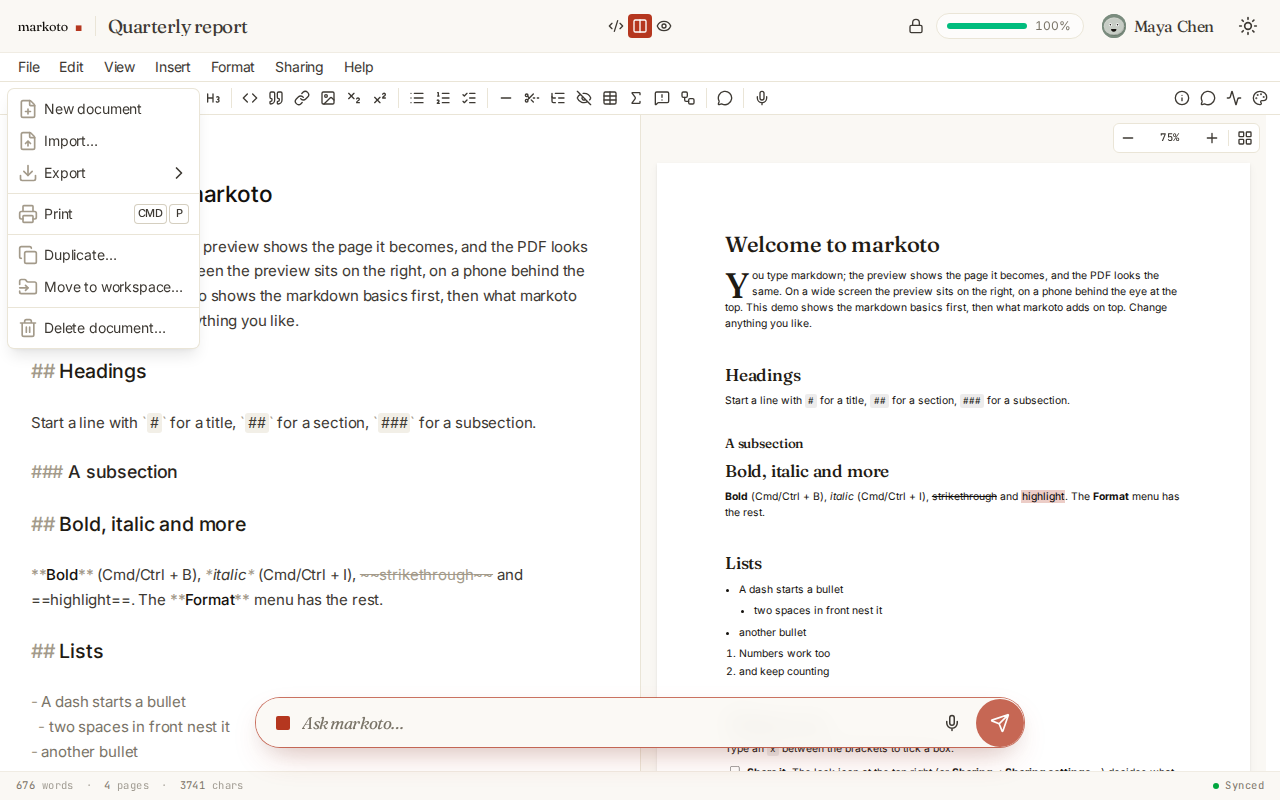 markoto
Quarterly report
100%
Maya Chen
File Edit View Insert Format Sharing Help
H3
New document
Import...
Export
Print CMD P
Duplicate...
Move to workspace...
Delete document...
75%
arkoto
preview shows the page it becomes, and the PDF looks
een the preview sits on the right, on a phone behind the
o shows the markdown basics first, then what markoto
ything you like.
## Headings
Start a line with `#` for a title, `##` for a section, `###` for a subsection.
### A subsection
## Bold, italic and more
**Bold** (Cmd/Ctrl + B), *italic* (Cmd/Ctrl + I), ~~strikethrough~~ and
==highlight==. The **Format** menu has the rest.
## Lists
- A dash starts a bullet
- two spaces in front nest it
- another bullet
Welcome to markoto
You type markdown; the preview shows the page it becomes, and the PDF looks the
same. On a wide screen the preview sits on the right, on a phone behind the eye at the
top. This demo shows the markdown basics first, then what markoto adds on top. Change
anything you like.
Headings
Start a line with # for a title, ## for a section, ### for a subsection.
A subsection
Bold, italic and more
Bold (Cmd/Ctrl + B), italic (Cmd/Ctrl + I), strikethrough and highlight. The Format menu has
the rest.
Lists
• A dash starts a bullet
• two spaces in front nest it
• another bullet
1. Numbers work too
2. and keep counting
Type an x between the brackets to tick a box.
Ask markoto...
676 words · 4 pages · 3741 chars
Synced